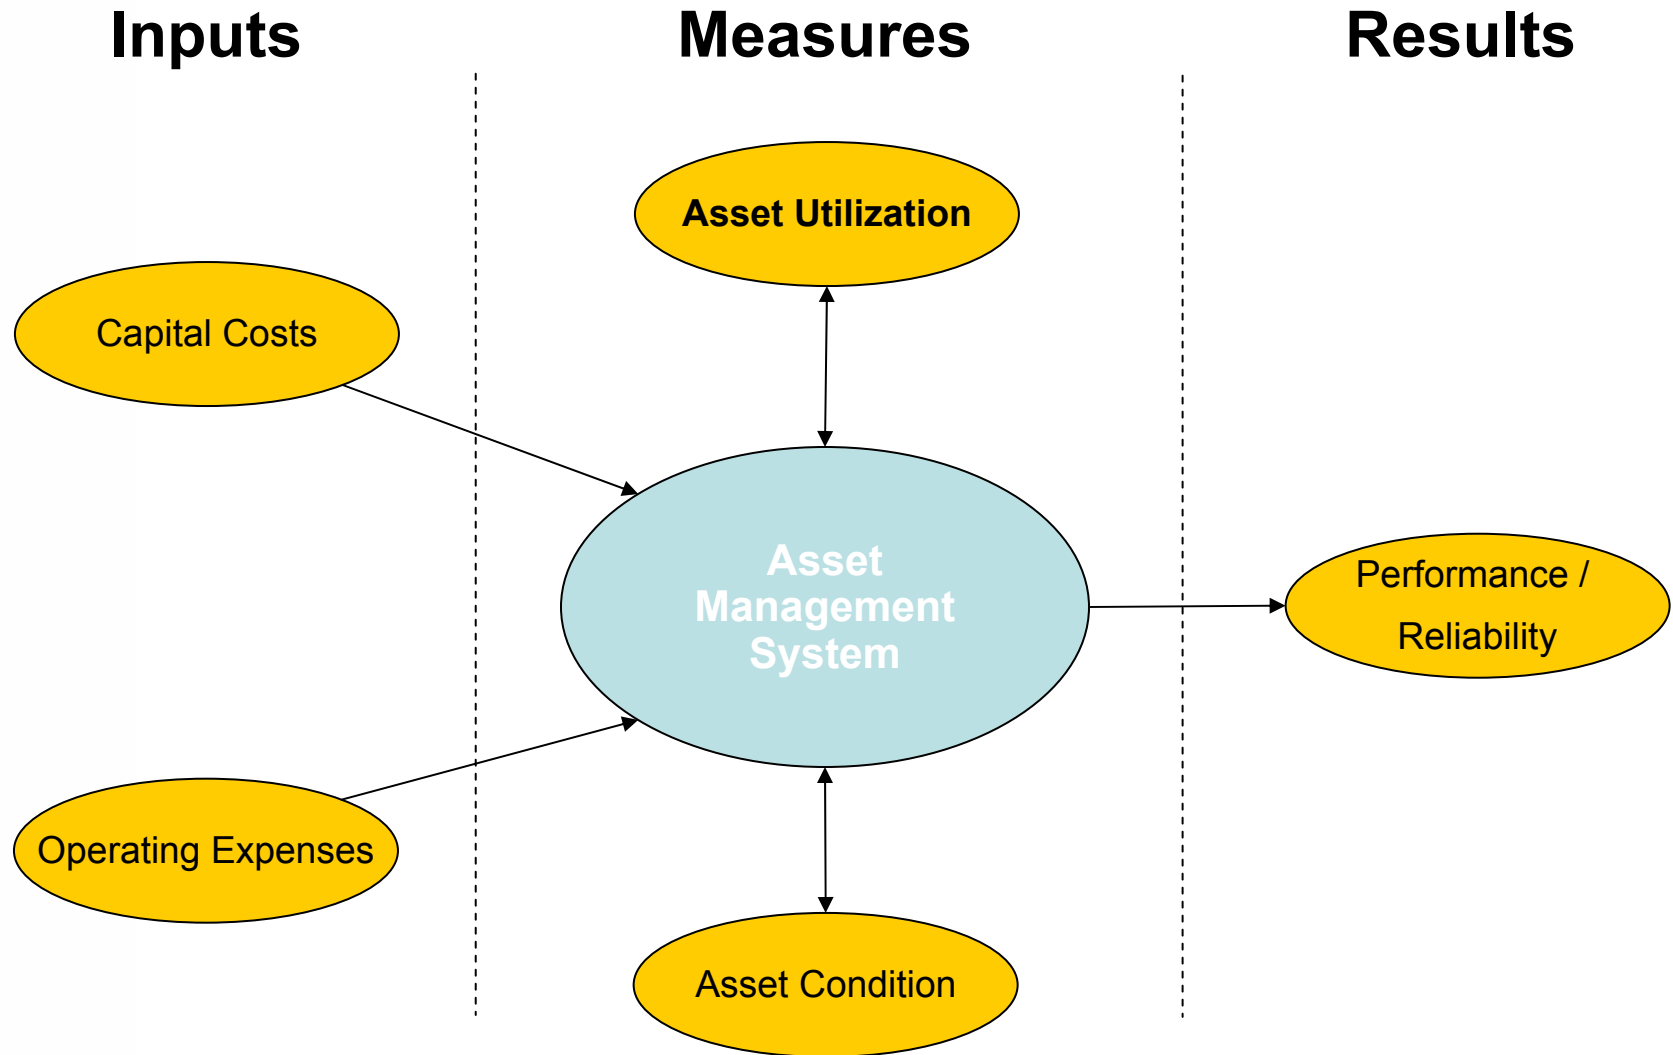 Inputs
Measures
Results
Asset Utilization
Capital Costs
Asset
Management
System
Performance /
Reliability
Operating Expenses
Asset Condition